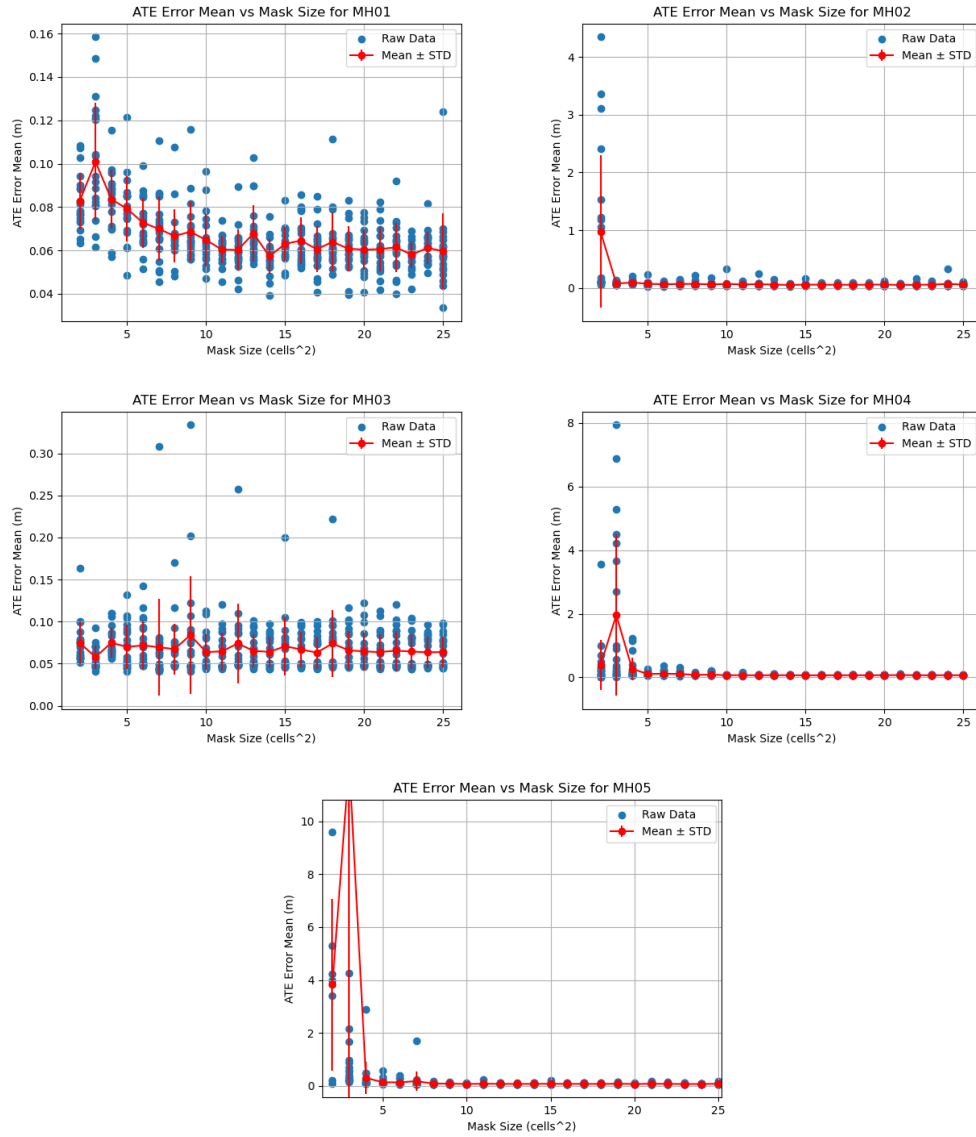 ATE Error Mean vs Mask Size for MH01
ATE Error Mean (m)
0.16
0.14
0.12
0.10
0.08
0.06
0.04
Raw Data
Mean ± STD
5 10 15 20 25
Mask Size (cells^2)
ATE Error Mean vs Mask Size for MH02
ATE Error Mean (m)
4
3
2
1
0
Raw Data
Mean ± STD
5 10 15 20 25
Mask Size (cells^2)
ATE Error Mean vs Mask Size for MH03
ATE Error Mean (m)
0.30
0.25
0.20
0.15
0.10
0.05
0.00
Raw Data
Mean ± STD
5 10 15 20 25
Mask Size (cells^2)
ATE Error Mean vs Mask Size for MH04
ATE Error Mean (m)
8
6
4
2
0
Raw Data
Mean ± STD
5 10 15 20 25
Mask Size (cells^2)
ATE Error Mean vs Mask Size for MH05
ATE Error Mean (m)
10
8
6
4
2
0
Raw Data
Mean ± STD
5 10 15 20 25
Mask Size (cells^2)